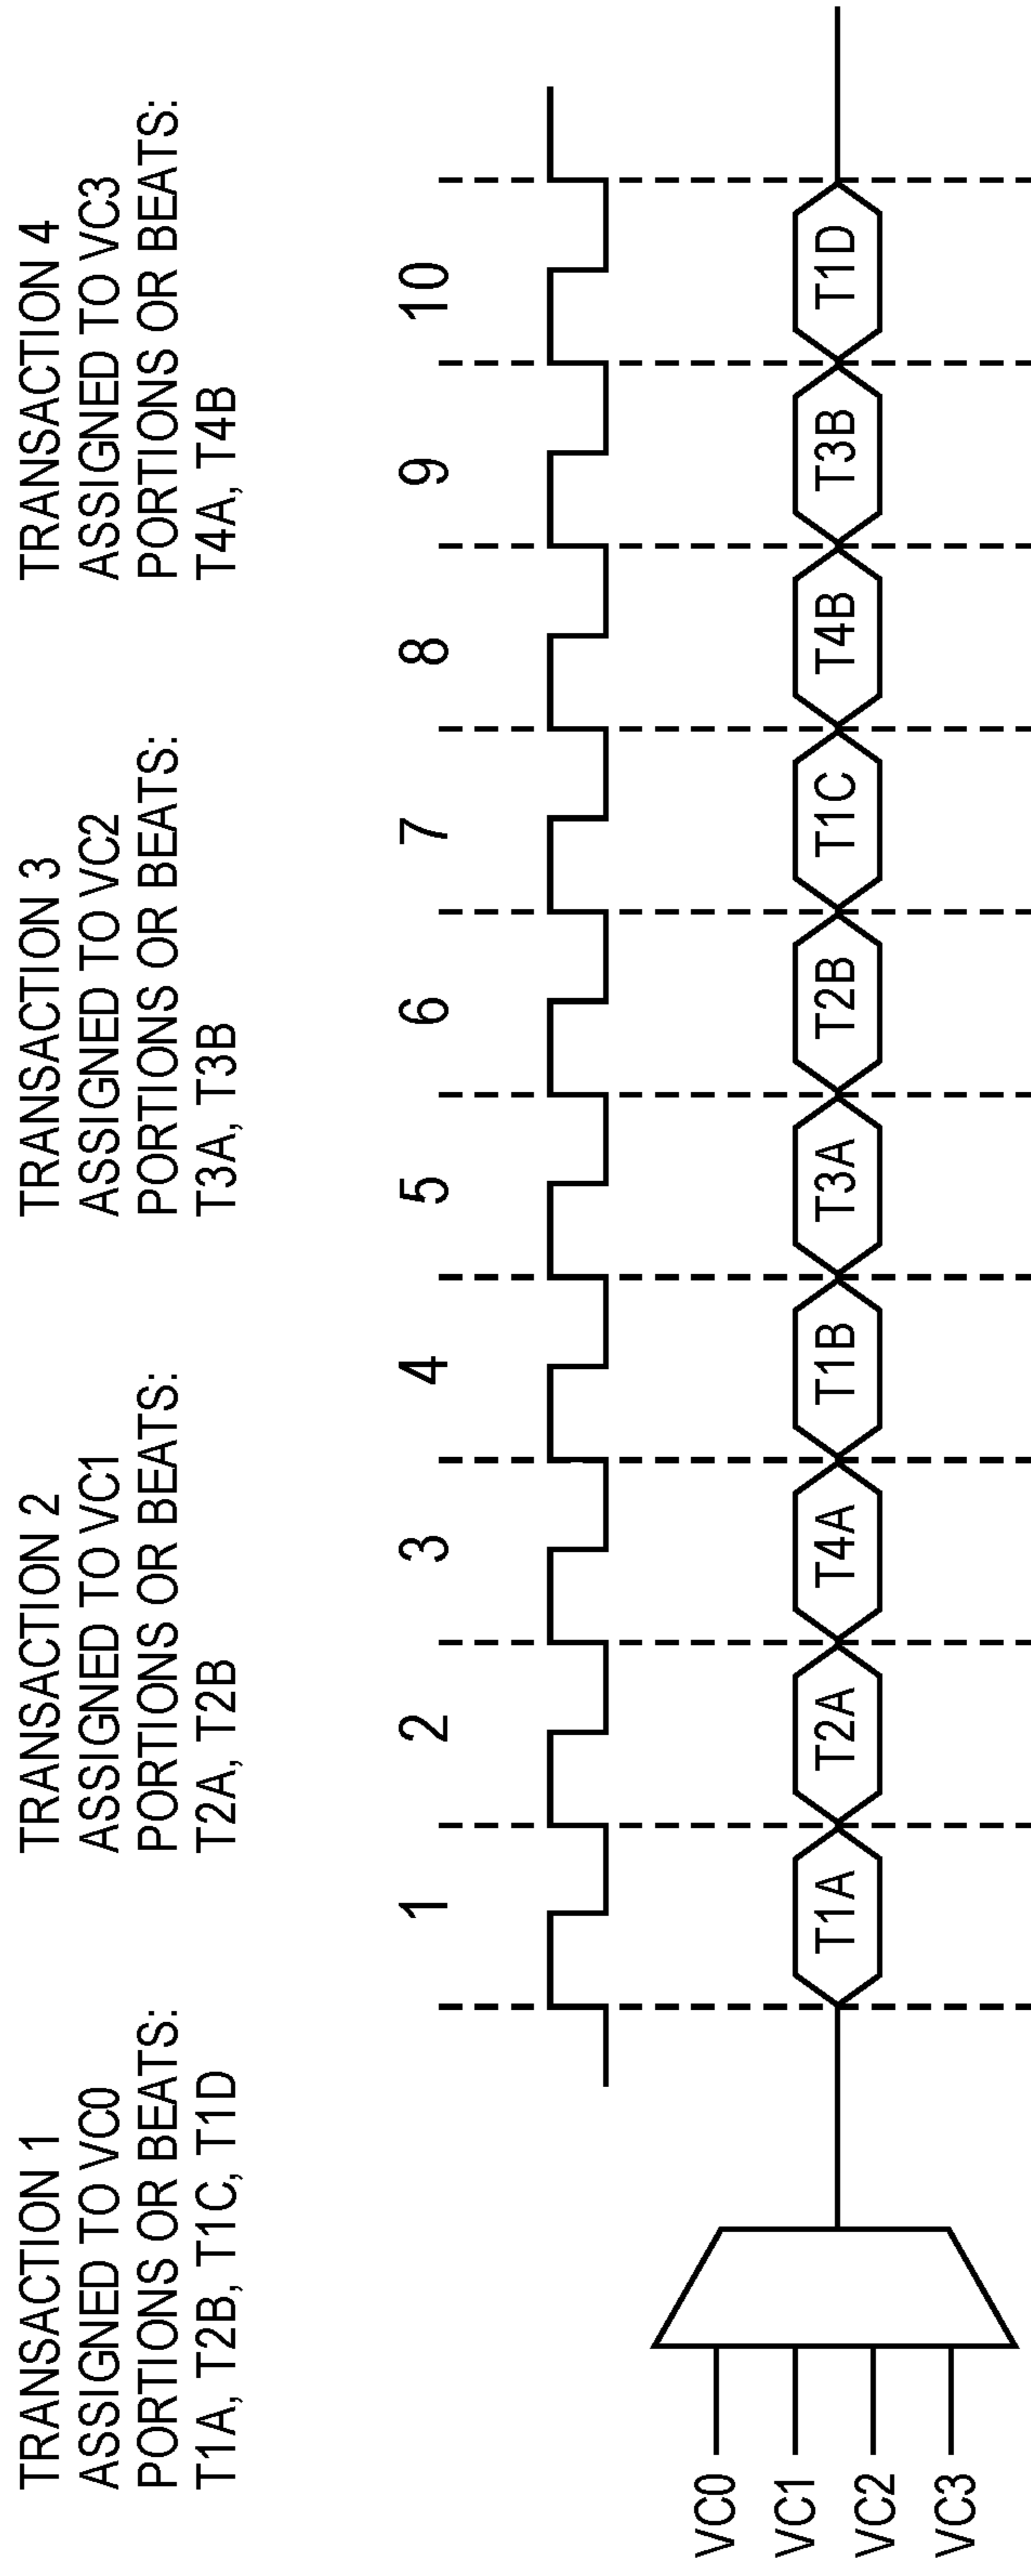 TRANSACTION 1
ASSIGNED TO VC0
PORTIONS OR BEATS:
T1A, T2B, T1C, T1D
TRANSACTION 2
ASSIGNED TO VC1
PORTIONS OR BEATS:
T2A, T2B
TRANSACTION 3
ASSIGNED TO VC2
PORTIONS OR BEATS:
T3A, T3B
TRANSACTION 4
ASSIGNED TO VC3
PORTIONS OR BEATS:
T4A, T4B
1 2 3 4 5 6 7 8 9 10
VC0
VC1
VC2
VC3
T1A T2A T4A T1B T3A T2B T1C T4B T3B T1D